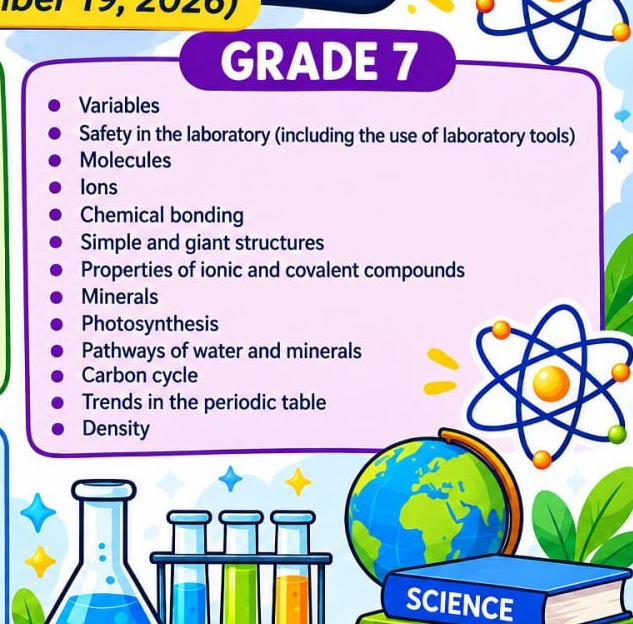 19, 2026)
GRADE 7
Variables
Safety in the laboratory (including the use of laboratory tools)
Molecules
Ions
Chemical bonding
Simple and giant structures
Properties of ionic and covalent compounds
Minerals
Photosynthesis
Pathways of water and minerals
Carbon cycle
Trends in the periodic table
Density
SCIENCE